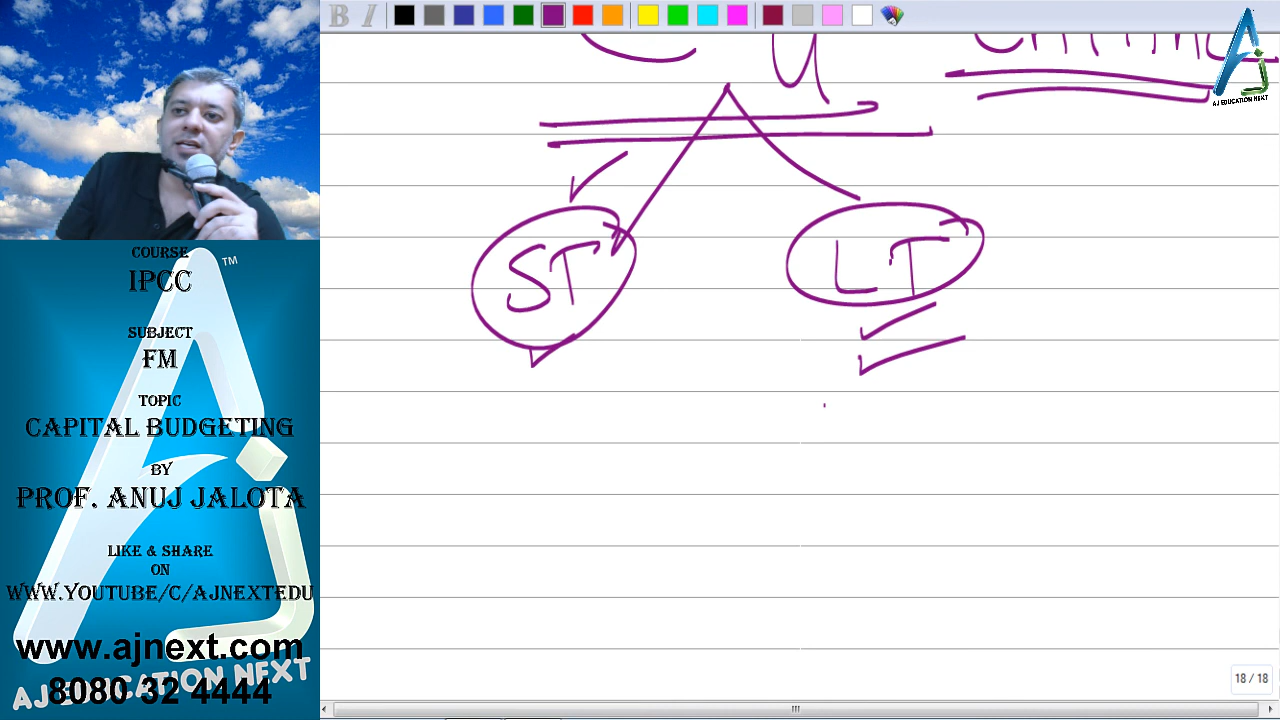 B I
AJ EDUCATION NEXT
ST
LT
COURSE
IPCC
SUBJECT
FM
TOPIC
CAPITAL BUDGETING
BY
PROF. ANUJ JALOTA
LIKE & SHARE
ON
WWW.YOUTUBE/C/AJNEXTEDU
www.ajnext.com
8080 32 4444
AJ EDUCATION NEXT
TM
18 / 18